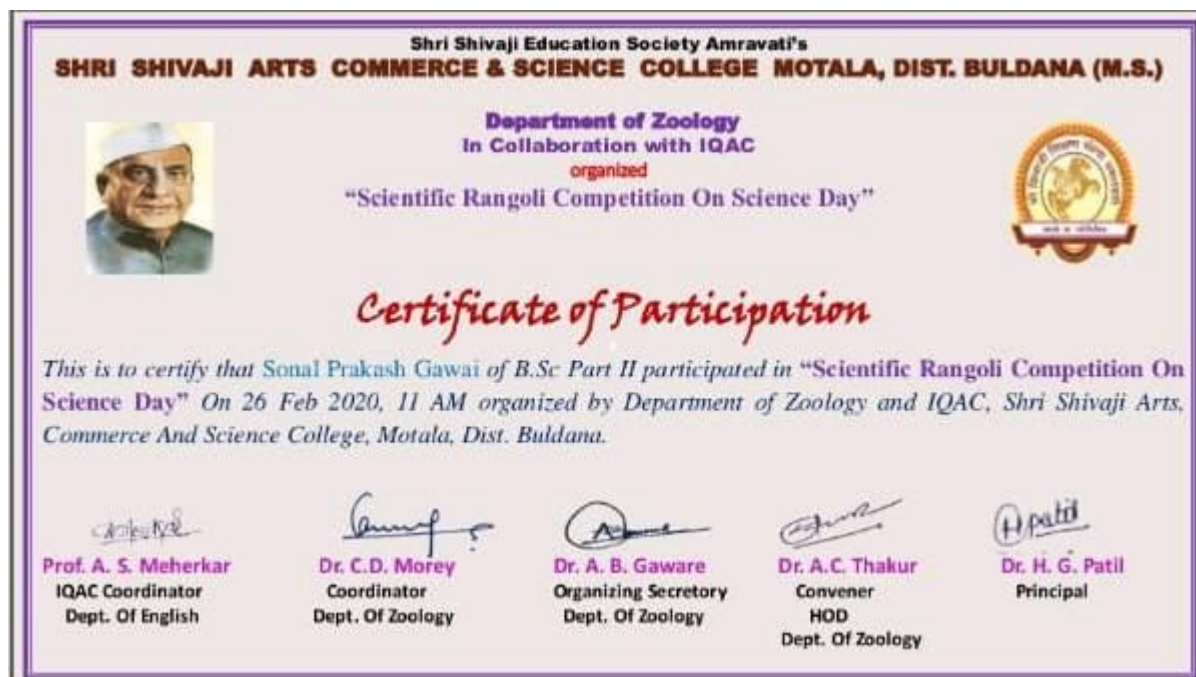 Shri Shivaji Education Society Amravati's
SHRI SHIVAJI ARTS COMMERCE & SCIENCE COLLEGE MOTALA, DIST. BULDANA (M.S.)
Department of Zoology
In Collaboration with IQAC
organized
“Scientific Rangoli Competition On Science Day”
Certificate of Participation
This is to certify that Sonal Prakash Gawai of B.Sc Part II participated in “Scientific Rangoli Competition On
Science Day” On 26 Feb 2020, 11 AM organized by Department of Zoology and IQAC, Shri Shivaji Arts,
Commerce And Science College, Motala, Dist. Buldana.
Prof. A. S. Meherkar
IQAC Coordinator
Dept. Of English
Dr. C.D. Morey
Coordinator
Dept. Of Zoology
Dr. A. B. Gaware
Organizing Secretory
Dept. Of Zoology
Dr. A.C. Thakur
Convener
HOD
Dept. Of Zoology
HPatil
Dr. H. G. Patil
Principal